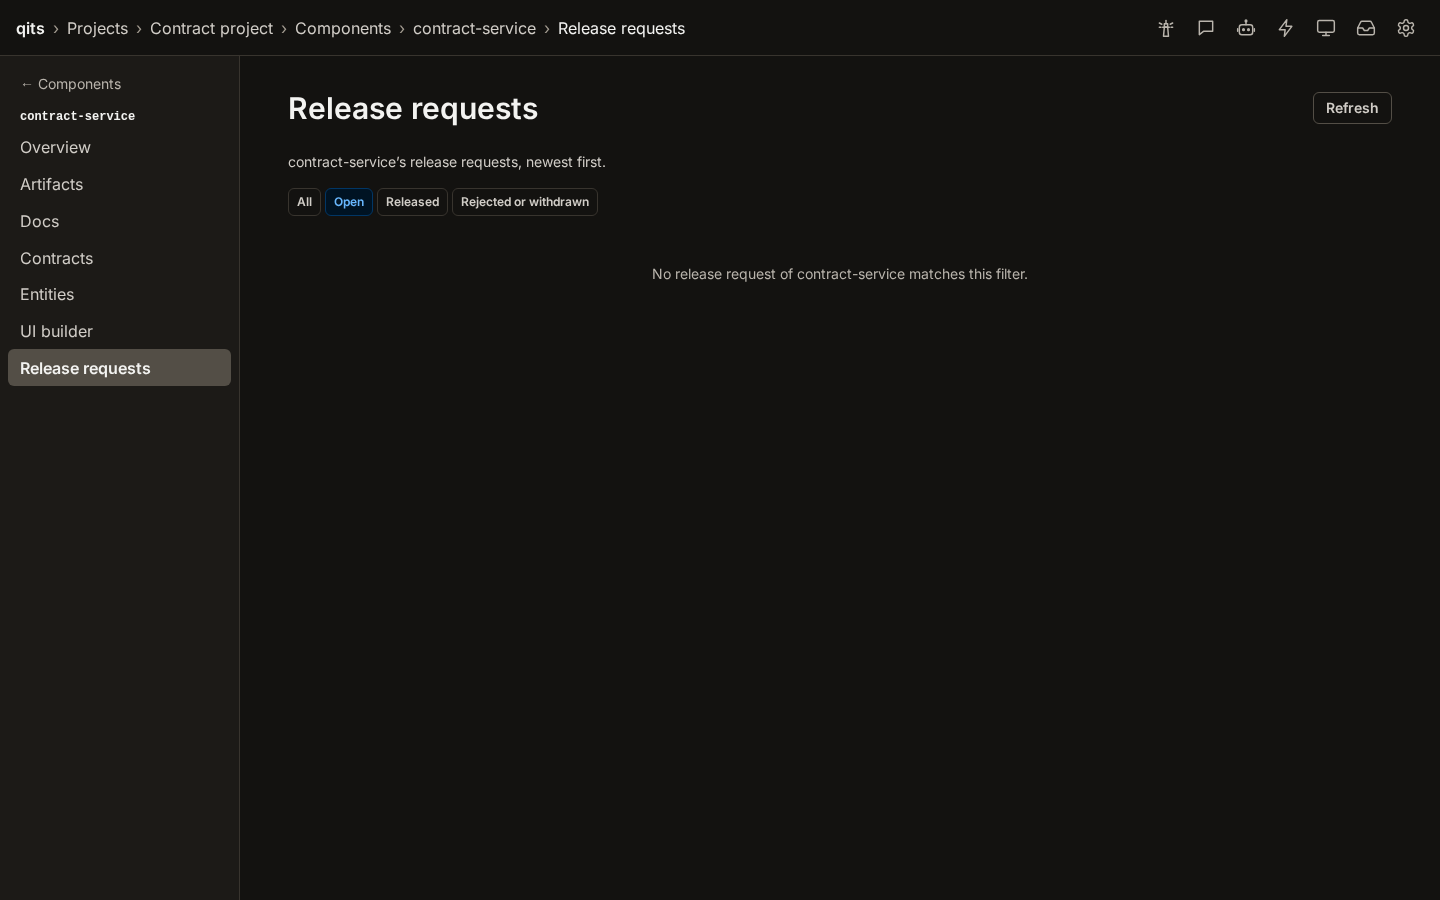 qits › Projects › Contract project › Components › contract-service › Release requests
← Components
contract-service
Overview
Artifacts
Docs
Contracts
Entities
UI builder
Release requests
Release requests
Refresh
contract-service’s release requests, newest first.
All Open Released Rejected or withdrawn
No release request of contract-service matches this filter.